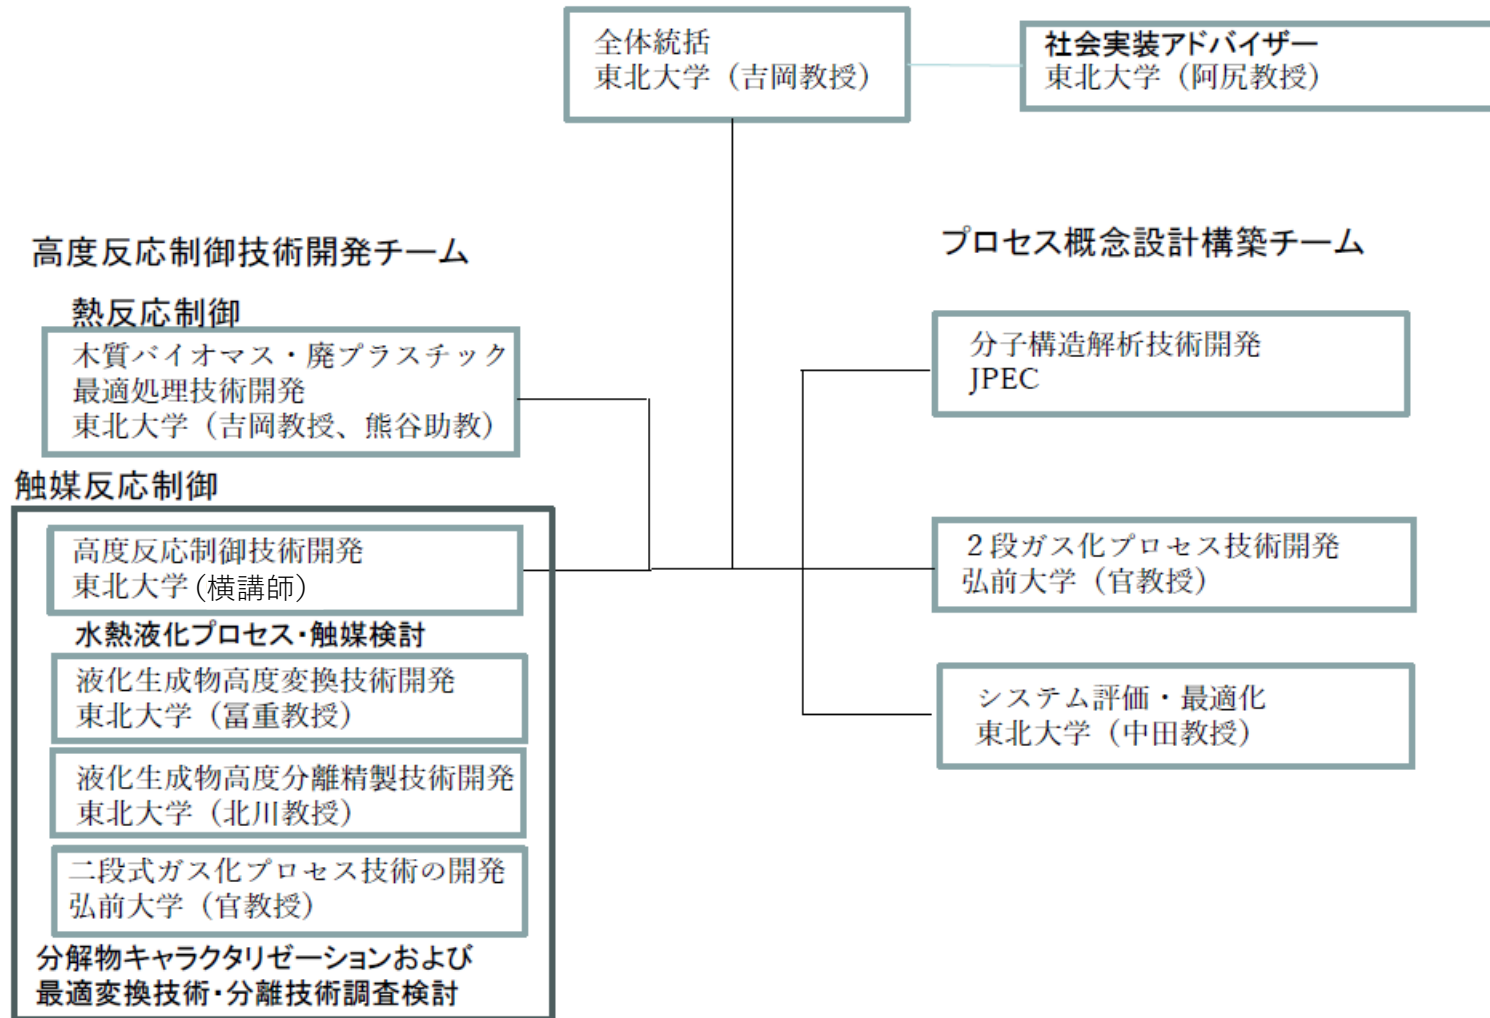 全体統括
東北大学（吉岡教授）
社会実装アドバイザー
東北大学（阿尻教授）
高度反応制御技術開発チーム
熱反応制御
木質バイオマス・廃プラスチック
最適処理技術開発
東北大学（吉岡教授、熊谷助教）
触媒反応制御
高度反応制御技術開発
東北大学(横講師)
水熱液化プロセス・触媒検討
液化生成物高度変換技術開発
東北大学（冨重教授）
液化生成物高度分離精製技術開発
東北大学（北川教授）
二段式ガス化プロセス技術の開発
弘前大学（官教授）
分解物キャラクタリゼーションおよび
最適変換技術・分離技術調査検討
プロセス概念設計構築チーム
分子構造解析技術開発
JPEC
２段ガス化プロセス技術開発
弘前大学（官教授）
システム評価・最適化
東北大学（中田教授）